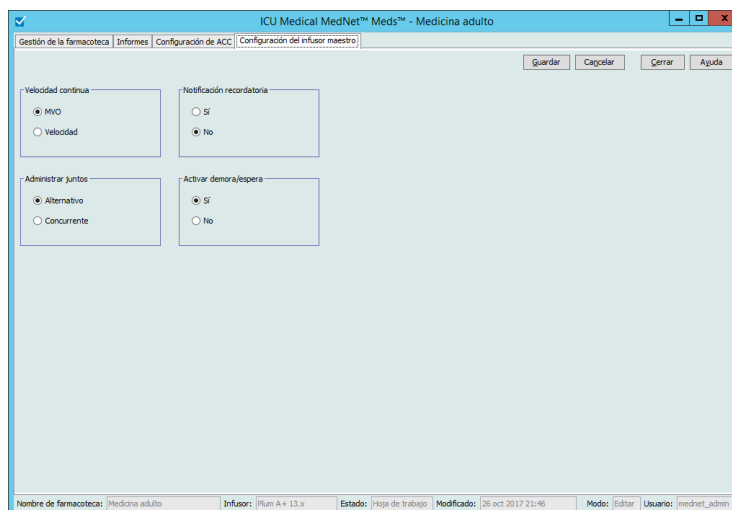 ICU Medical MedNet™ Meds™ - Medicina adulto
Gestión de la farmacoteca Informes Configuración de ACC Configuración del infusor maestro
Guardar Cancelar Cerrar Ayuda
Velocidad continua Notificación recordatoria
MVO Sí
Velocidad No
Administrar juntos Activar demora/espera
Alternativo Sí
Concurrente No
Nombre de farmacoteca: Medicina adulto Infusor: Plum A+ 13.x Estado: Hoja de trabajo Modificado: 26 oct 2017 21:46 Modo: Editar Usuario: mednet_admin